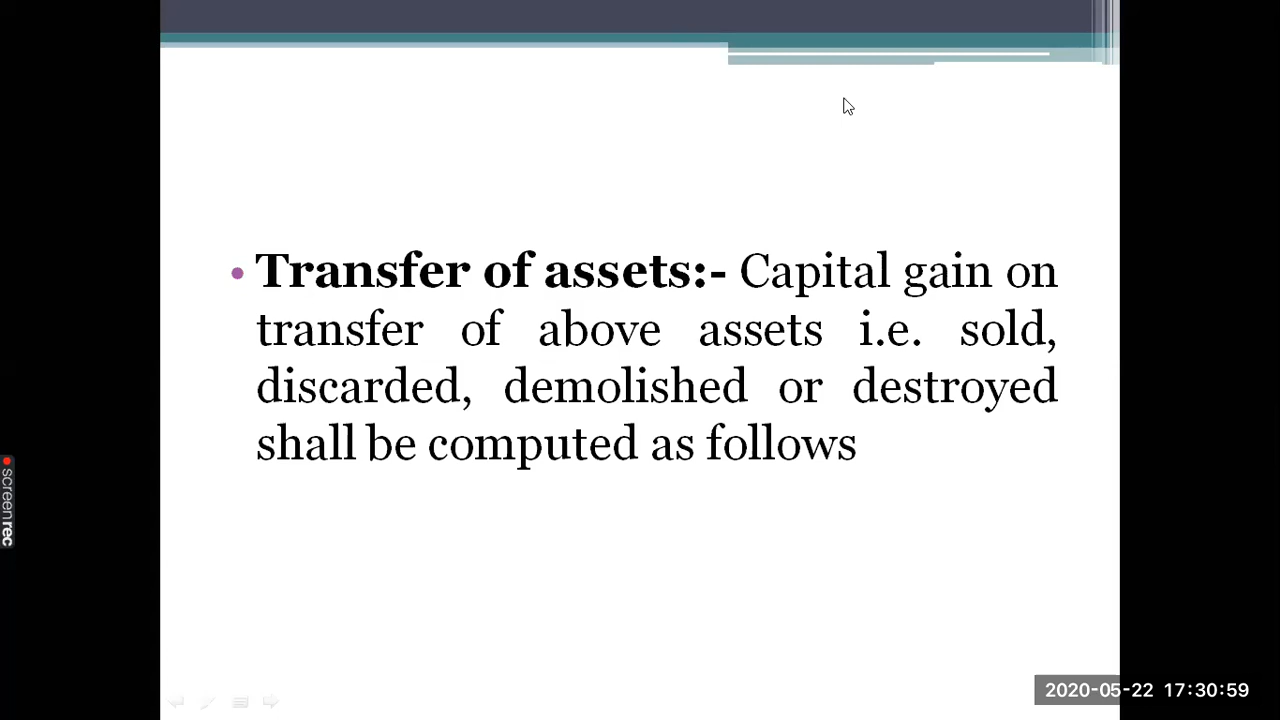 • Transfer of assets:- Capital gain on
transfer of above assets i.e. sold,
discarded, demolished or destroyed
shall be computed as follows
screenrec
2020-05-22 17:30:59